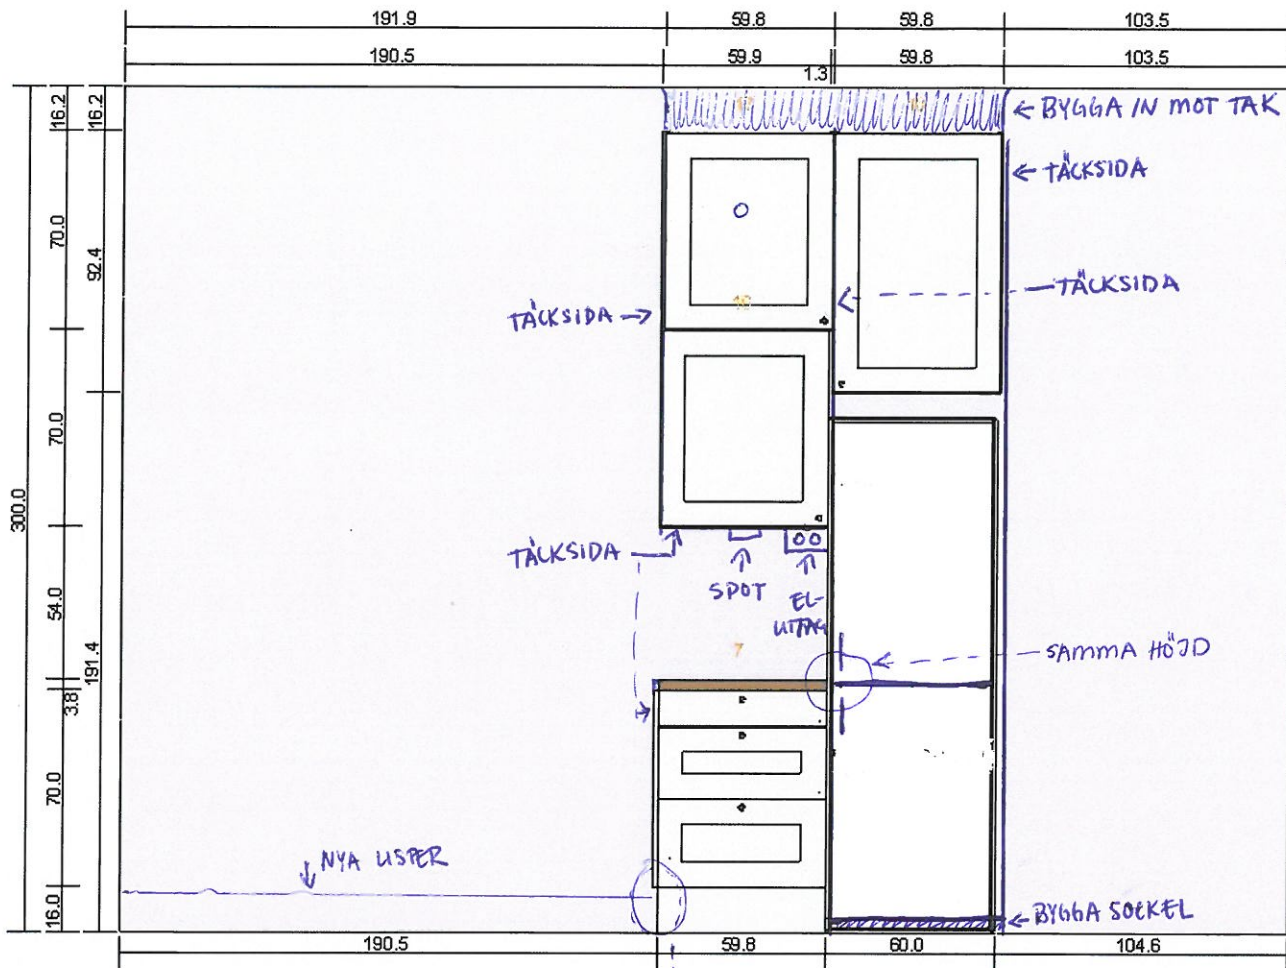 191.9 59.8 59.8 103.5
190.5 59.9 1.3 59.8 103.5
16.2 16.2
← BYGGA IN MOT TAK
← TÄCKSIDA
70.0
92.4
TÄCKSIDA
TÄCKSIDA →
70.0
300.0
TÄCKSIDA
SPOT
EL-
UTTAG
54.0
191.4
7
SAMMA HÖJD
3.8
70.0
NYA LISTER
16.0
← BYGGA SOCKEL
190.5 59.8 60.0 104.6